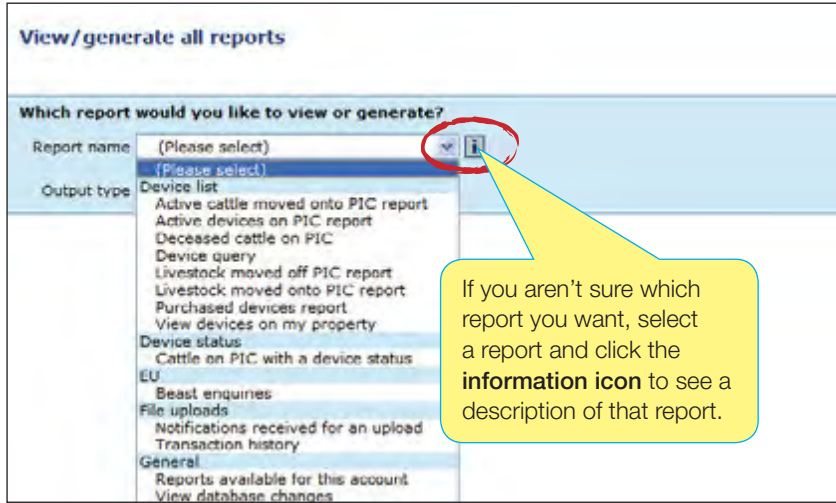 View/generate all reports
Which report would you like to view or generate?
Report name (Please select) i
(Please select)
Output type
Device list
Active cattle moved onto PIC report
Active devices on PIC report
Deceased cattle on PIC
Device query
Livestock moved off PIC report
Livestock moved onto PIC report
Purchased devices report
View devices on my property
Device status
Cattle on PIC with a device status
EU
Beast enquiries
File uploads
Notifications received for an upload
Transaction history
General
Reports available for this account
View database changes
If you aren't sure which
report you want, select
a report and click the
information icon to see a
description of that report.